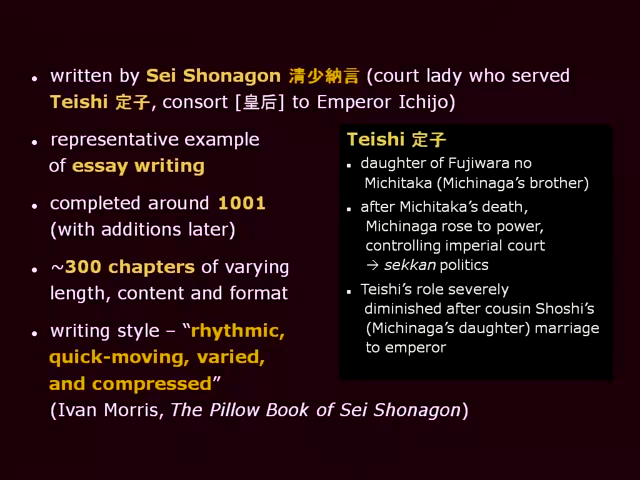 • written by Sei Shonagon 清少納言 (court lady who served
Teishi 定子, consort [皇后] to Emperor Ichijo)
• representative example
of essay writing
• completed around 1001
(with additions later)
• ~300 chapters of varying
length, content and format
• writing style – “rhythmic,
quick-moving, varied,
and compressed”
(Ivan Morris, The Pillow Book of Sei Shonagon)
Teishi 定子
▪ daughter of Fujiwara no
Michitaka (Michinaga’s brother)
▪ after Michitaka’s death,
Michinaga rose to power,
controlling imperial court
→ sekkan politics
▪ Teishi’s role severely
diminished after cousin Shoshi’s
(Michinaga’s daughter) marriage
to emperor